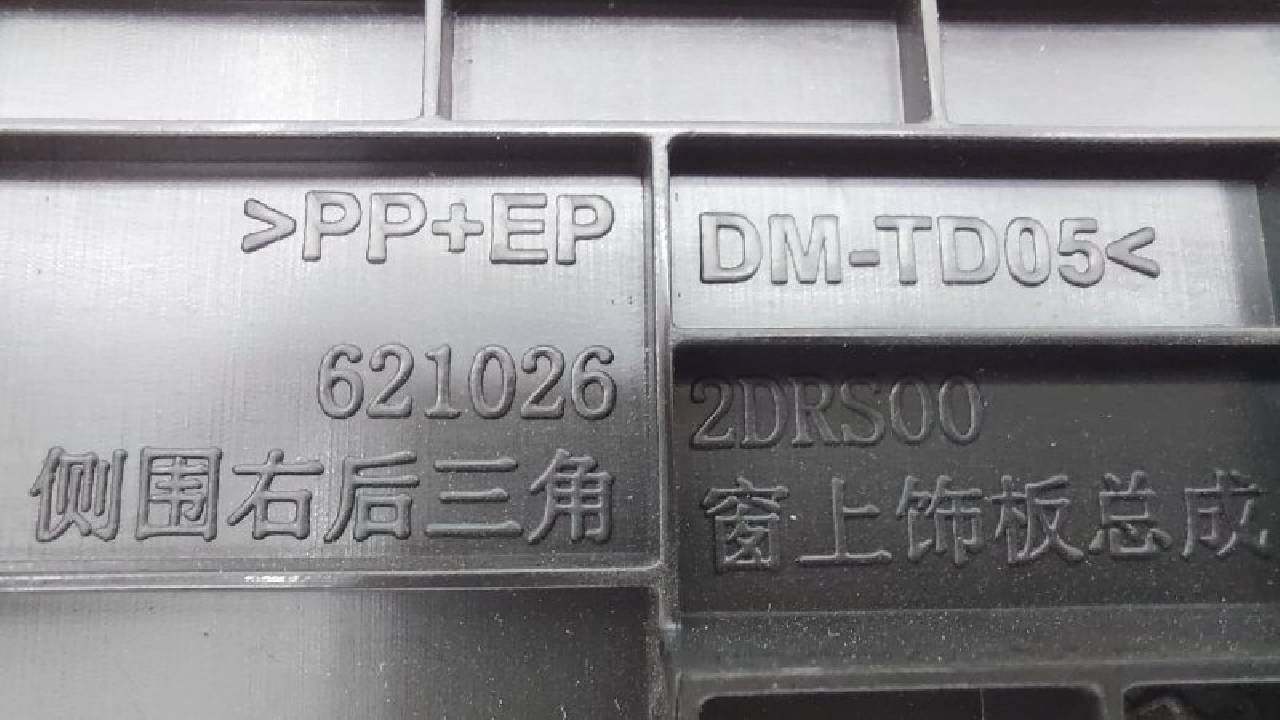 >PP+EP DM-TD05<
621026 2DRS00
侧围右后三角 窗上饰板总成